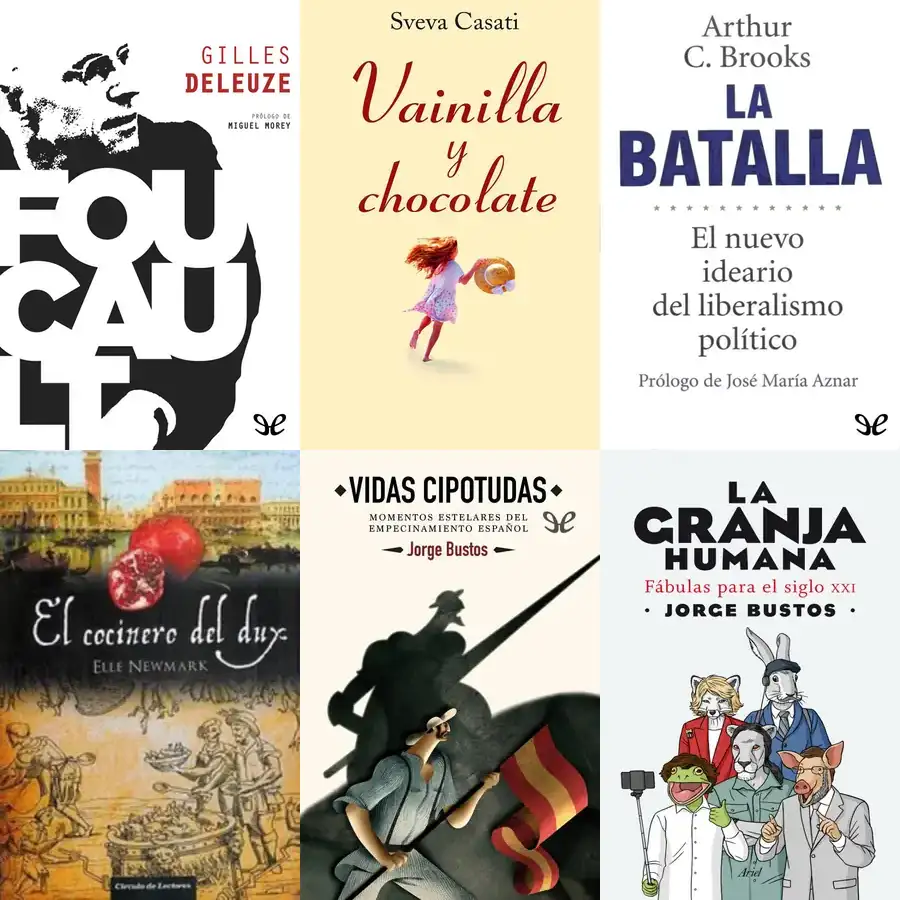 GILLES
DELEUZE
PRÓLOGO DE
MIGUEL MOREY
FOU
CAU
LT
Sveva Casati
Vainilla
y
chocolate
Arthur
C. Brooks
LA
BATALLA
El nuevo
ideario
del liberalismo
político
Prólogo de José María Aznar
El cocinero del dux
ELLE NEWMARK
Círculo de Lectores
VIDAS CIPOTUDAS
MOMENTOS ESTELARES DEL
EMPECINAMIENTO ESPAÑOL
Jorge Bustos
LA
GRANJA
HUMANA
Fábulas para el siglo XXI
· JORGE BUSTOS ·
Ariel